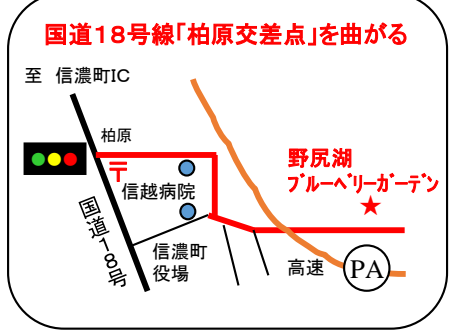 国道18号線「柏原交差点」を曲がる
至 信濃町IC
柏原
〒
信越病院
国道18号
信濃町
役場
野尻湖
ブルーベリーガーデン
高速
PA